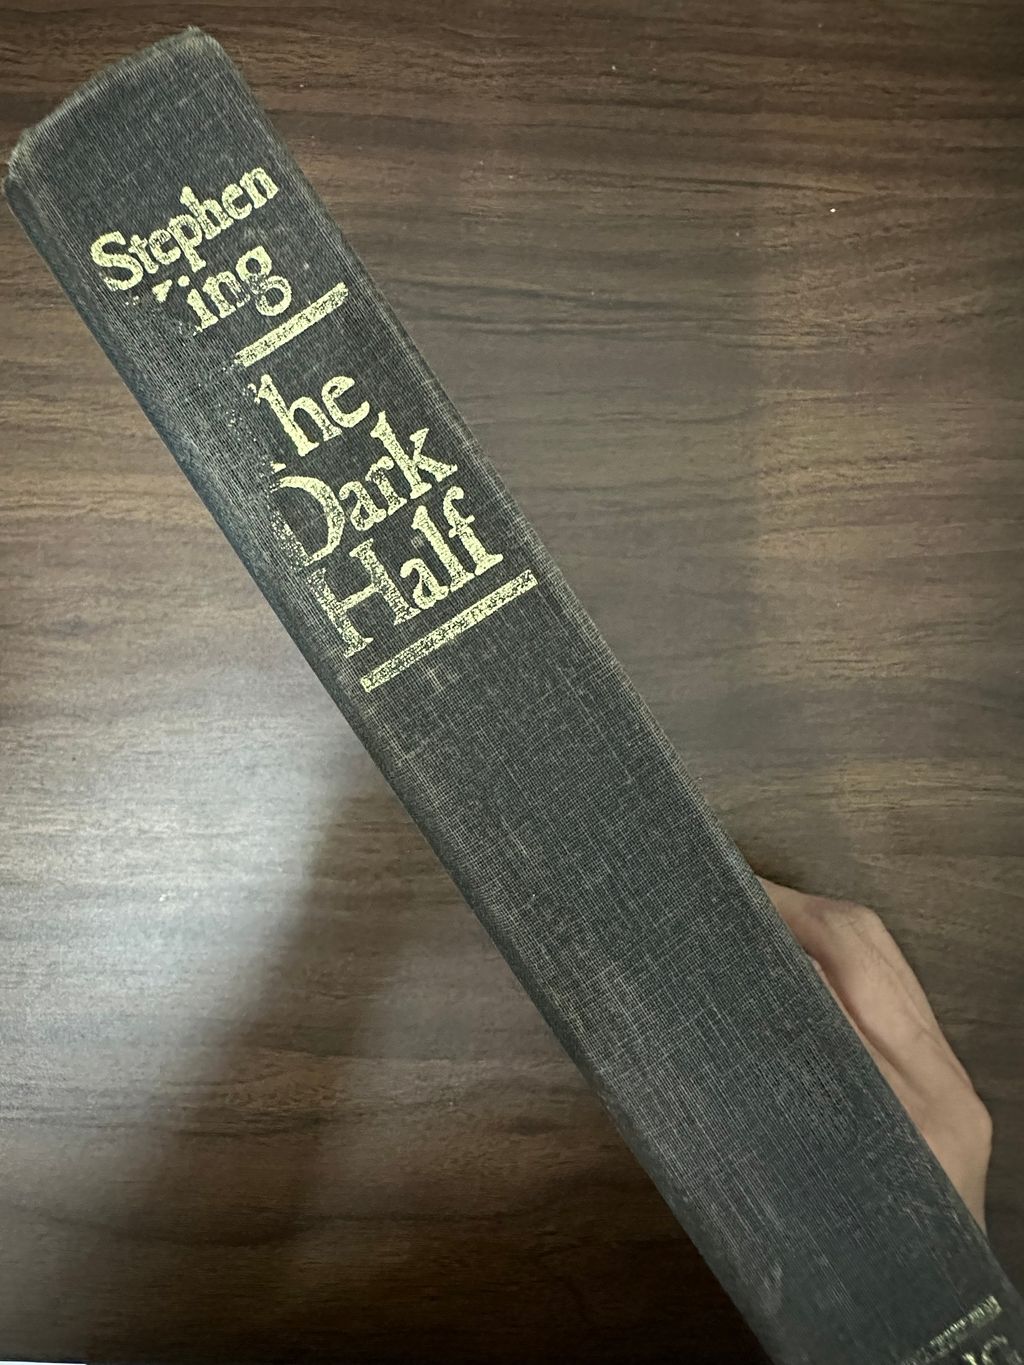 Stephen
King
The
Dark
Half